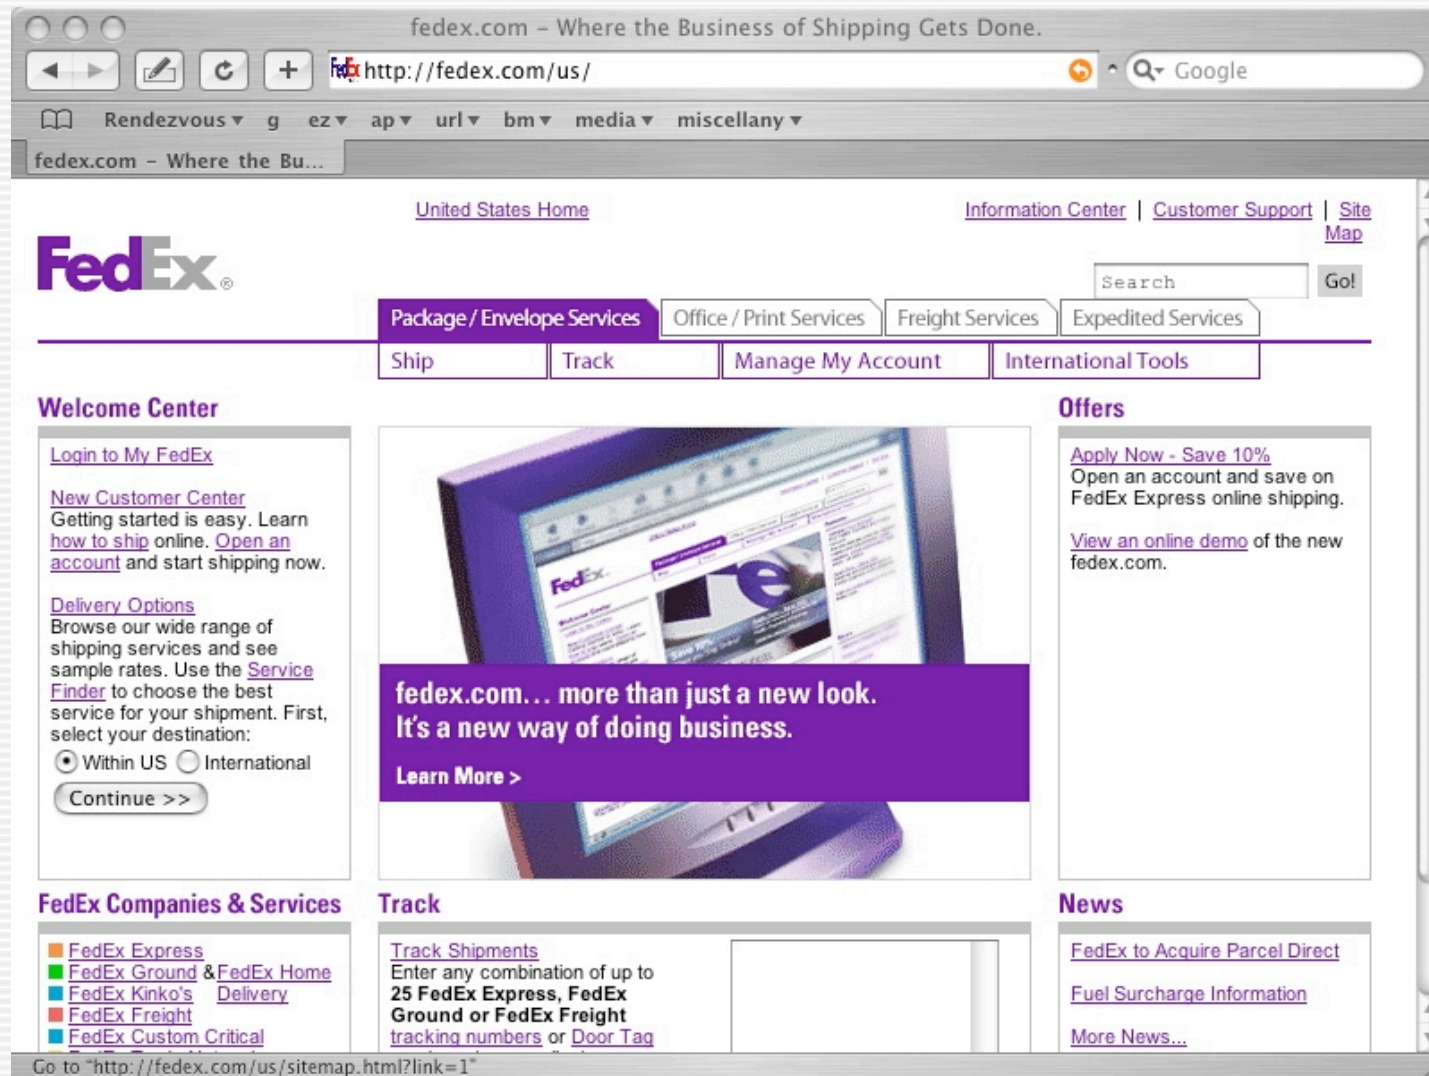 fedex.com – Where the Business of Shipping Gets Done.
http://fedex.com/us/
Google
Rendezvous g ez ap url bm media miscellany
fedex.com – Where the Bu...
United States Home
Information Center | Customer Support | Site
Map
FedEx®
Search Go!
Package / Envelope Services Office / Print Services Freight Services Expedited Services
Ship Track Manage My Account International Tools
Welcome Center
Login to My FedEx
New Customer Center
Getting started is easy. Learn
how to ship online. Open an
account and start shipping now.
Delivery Options
Browse our wide range of
shipping services and see
sample rates. Use the Service
Finder to choose the best
service for your shipment. First,
select your destination:
Within US International
Continue >>
FedEx
Welcome Center
fedex.com... more than just a new look.
It's a new way of doing business.
Learn More >
Offers
Apply Now - Save 10%
Open an account and save on
FedEx Express online shipping.
View an online demo of the new
fedex.com.
FedEx Companies & Services
FedEx Express
FedEx Ground & FedEx Home
FedEx Kinko's Delivery
FedEx Freight
FedEx Custom Critical
Track
Track Shipments
Enter any combination of up to
25 FedEx Express, FedEx
Ground or FedEx Freight
tracking numbers or Door Tag
News
FedEx to Acquire Parcel Direct
Fuel Surcharge Information
More News...
Go to "http://fedex.com/us/sitemap.html?link=1"